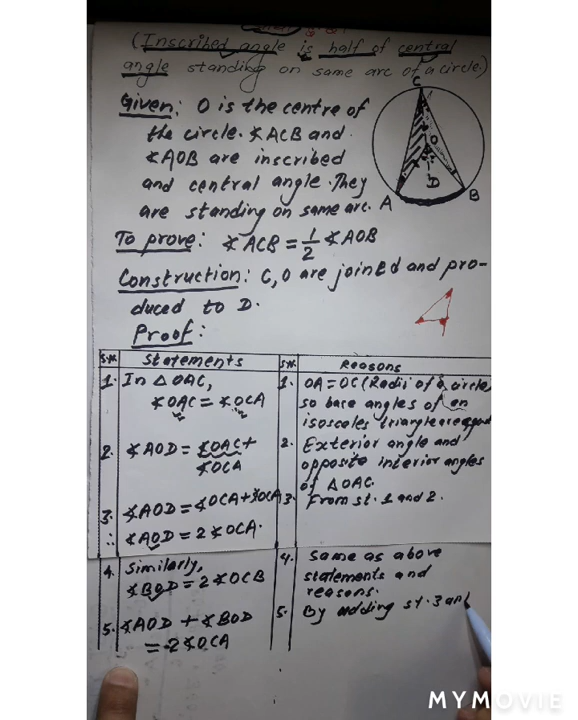 (Inscribed angle is half of central
angle standing on same arc of a circle.)
Given: O is the centre of
the circle. ∡ACB and
∡AOB are inscribed
and central angle. They
are standing on same arc.
To prove: ∡ACB = 1/2 ∡AOB
Construction: C, O are joined and pro-
duced to D.
Proof:
C
O
D
A
B
S.N. Statements
1. In △OAC,
∡OAC = ∡OCA
2. ∡AOD = ∡OAC +
∡OCA
3. ∡AOD = ∡OCA + ∡OCA
∴ ∡AOD = 2∡OCA.
4. Similarly,
∡BOD = 2∡OCB
5. ∡AOD + ∡BOD
= 2∡OCA
S.N. Reasons
1. OA = OC (Radii of a circle
so base angles of an
isosceles triangle are
2. Exterior angle and
opposite interior angles
of △OAC.
3. From st. 1 and 2.
4. Same as above
statements and
reasons.
5. By adding st. 3 and
MYMOVIE